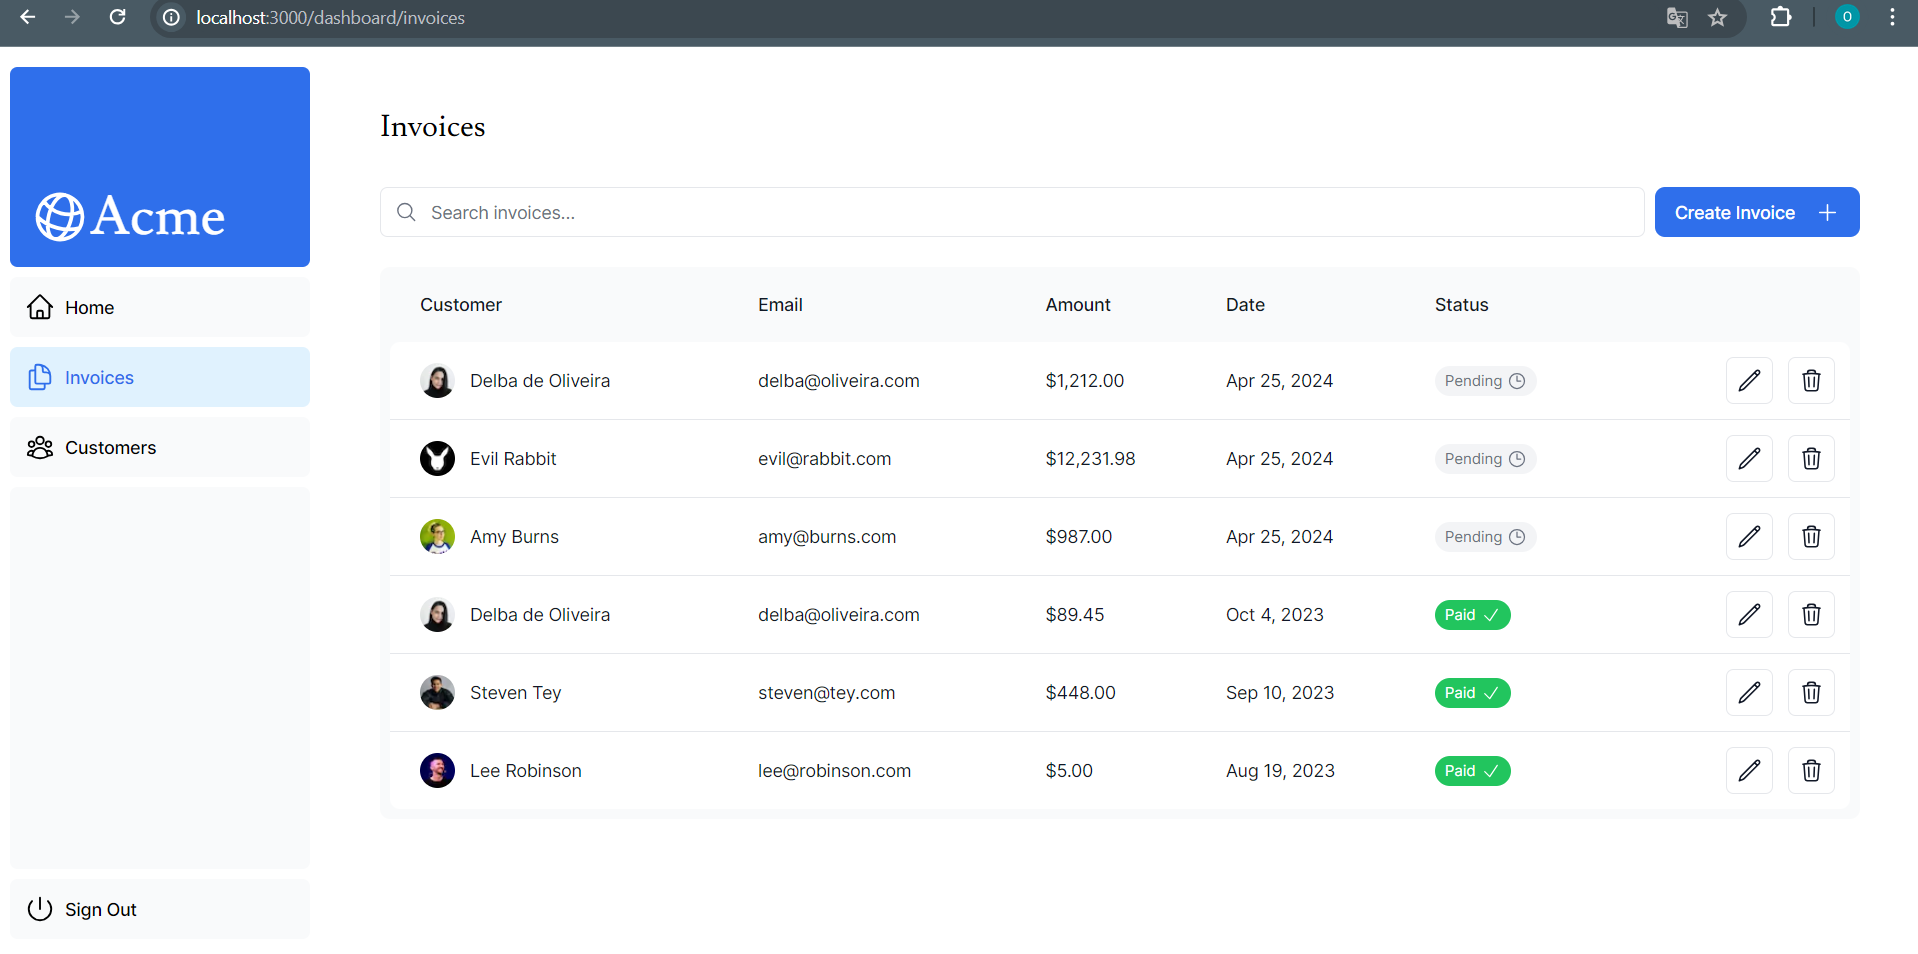 localhost:3000/dashboard/invoices
O
Acme
Home
Invoices
Customers
Sign Out
Invoices
Search invoices...
Create Invoice
Customer Email Amount Date Status
Delba de Oliveira delba@oliveira.com $1,212.00 Apr 25, 2024 Pending
Evil Rabbit evil@rabbit.com $12,231.98 Apr 25, 2024 Pending
Amy Burns amy@burns.com $987.00 Apr 25, 2024 Pending
Delba de Oliveira delba@oliveira.com $89.45 Oct 4, 2023 Paid
Steven Tey steven@tey.com $448.00 Sep 10, 2023 Paid
Lee Robinson lee@robinson.com $5.00 Aug 19, 2023 Paid